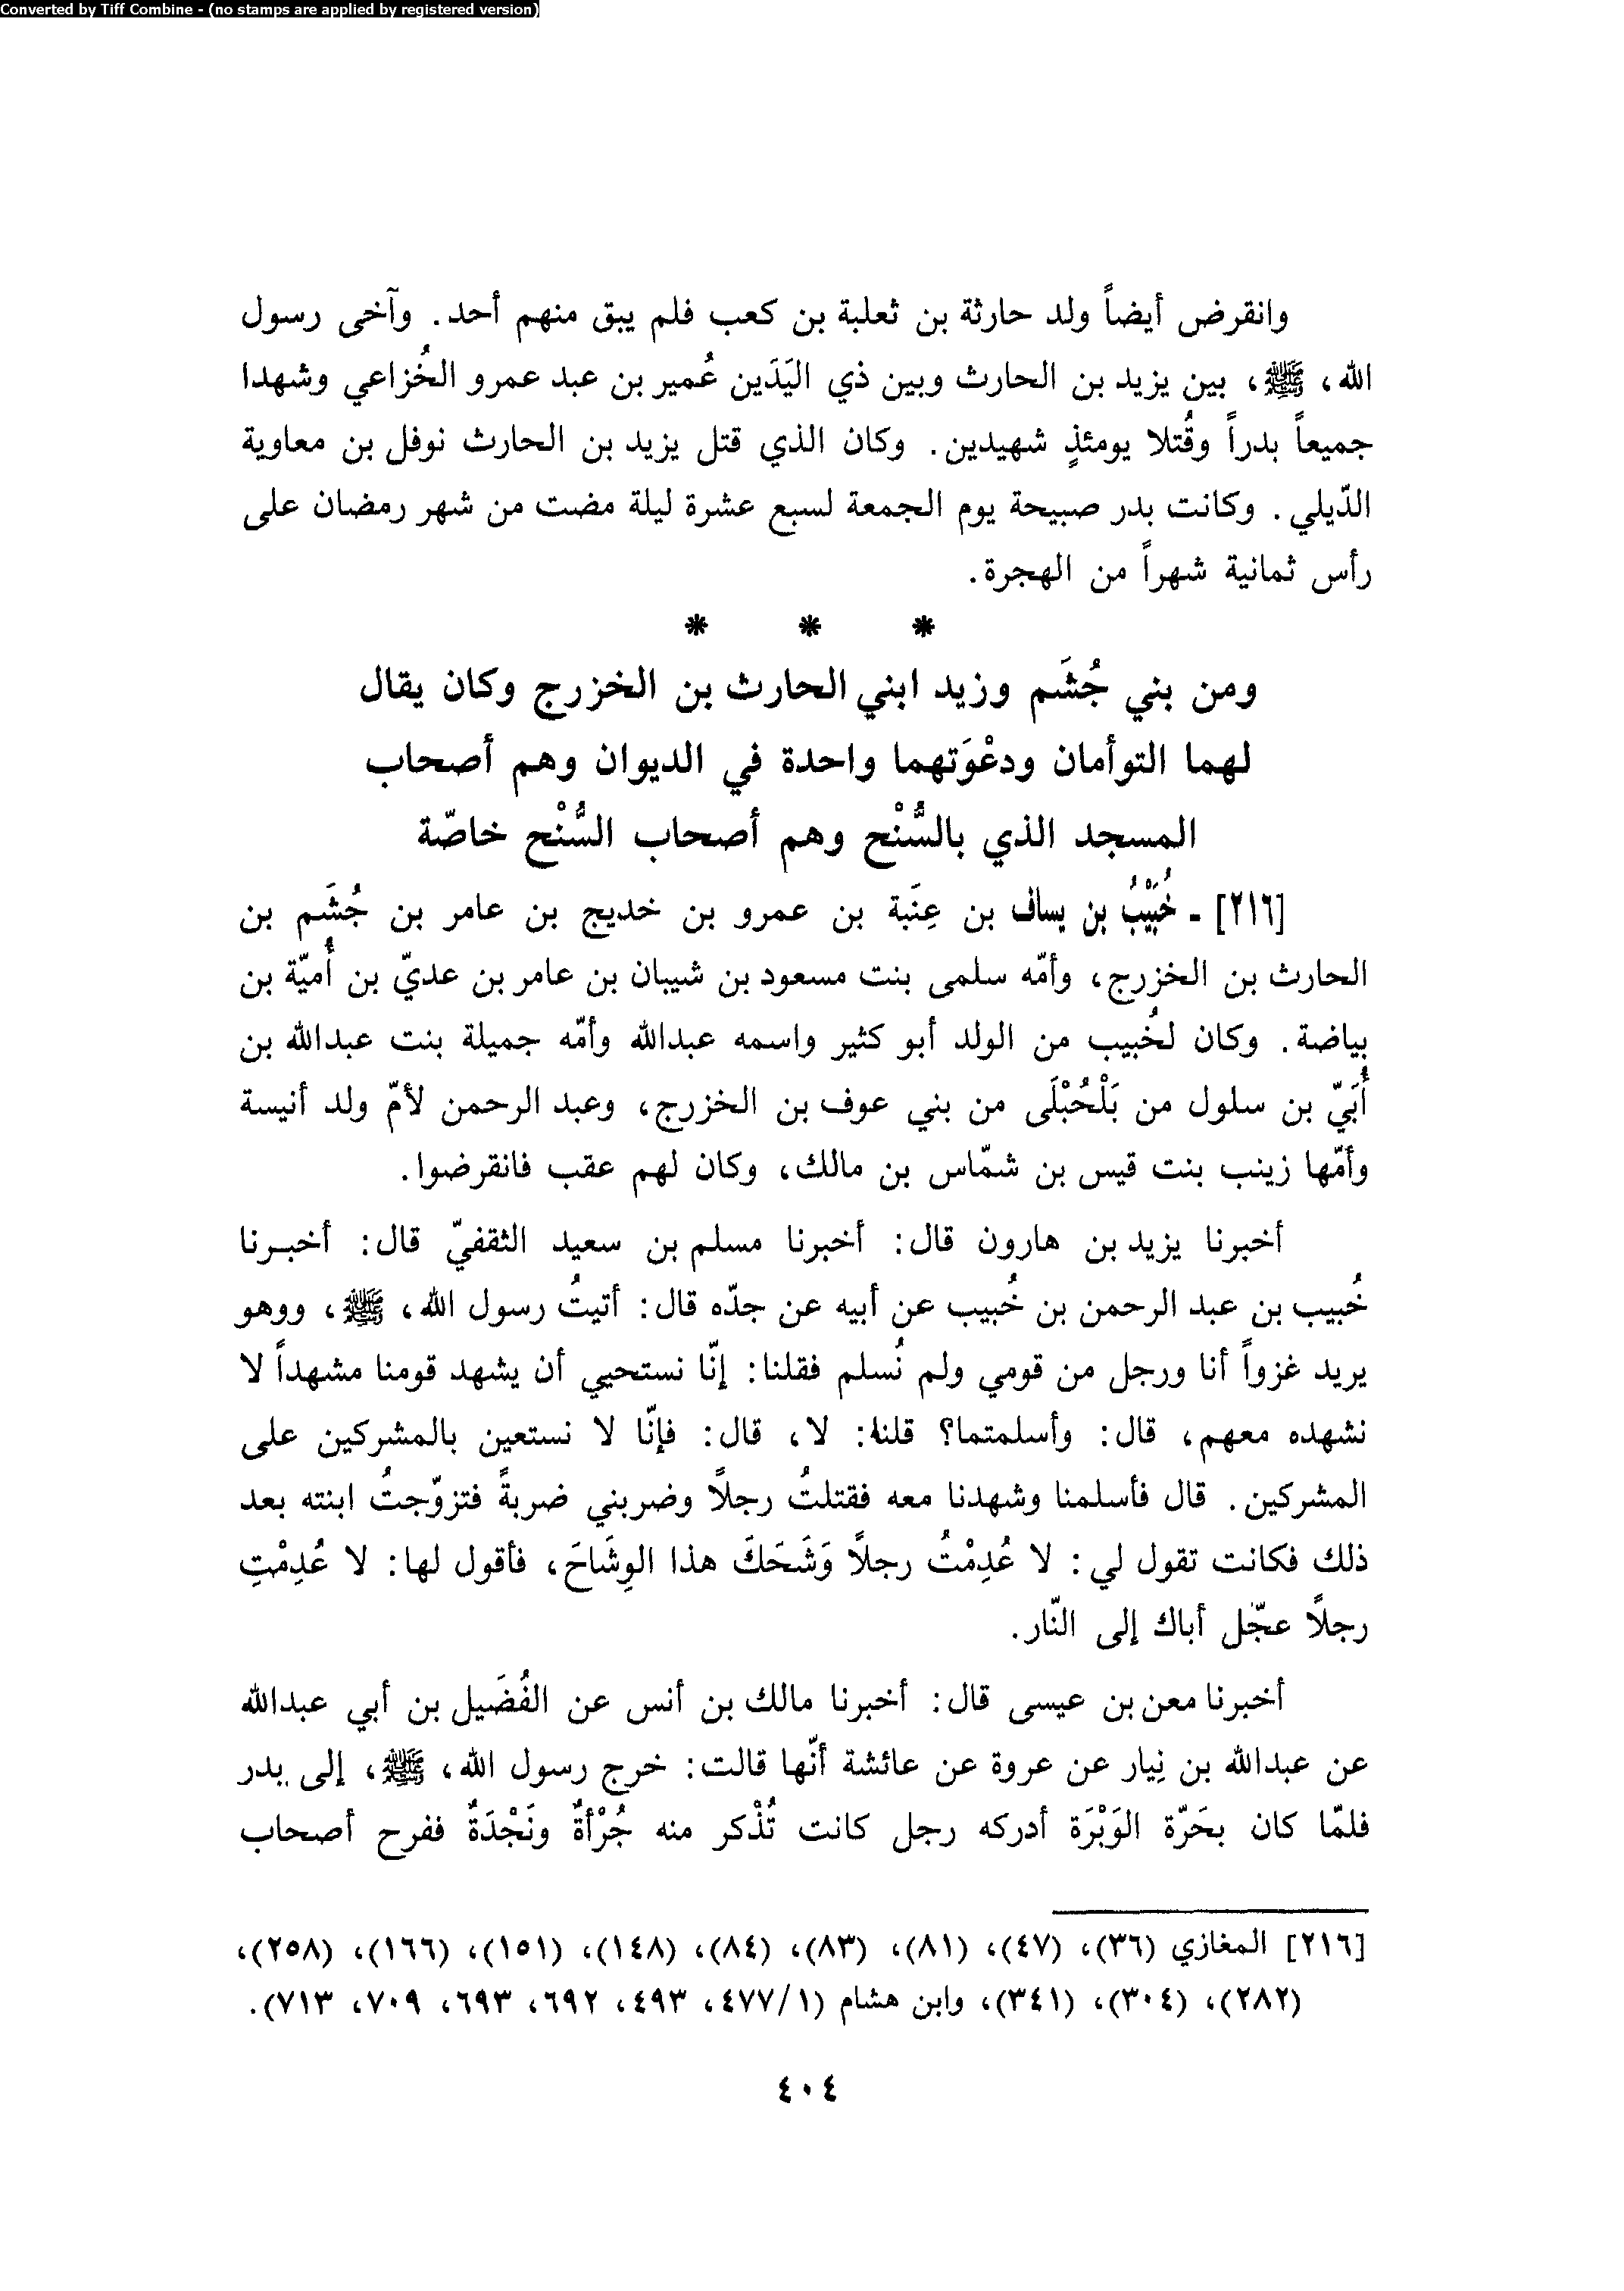 Converted by Tiff Combine - (no stamps are applied by registered version)
وانقرض أيضاً ولد حارثة بن ثعلبة بن كعب فلم يبق منهم أحد. وآخى رسول
الله، ﷺ، بين يزيد بن الحارث وبين ذي اليَدَين عُمير بن عبد عمرو الخُزاعي وشهدا
جميعاً بدراً وقُتلا يومئذٍ شهيدين. وكان الذي قتل يزيد بن الحارث نوفل بن معاوية
الدّيلي. وكانت بدر صبيحة يوم الجمعة لسبع عشرة ليلة مضت من شهر رمضان على
رأس ثمانية شهراً من الهجرة.
* * *
ومن بني جُشَم وزيد ابني الحارث بن الخزرج وكان يقال
لهما التوأمان ودعْوَتهما واحدة في الديوان وهم أصحاب
المسجد الذي بالسُّنْح وهم أصحاب السُّنْح خاصّة
[٢١٦] - خُبَيْبُ بن يساف بن عِنَبة بن عمرو بن خديج بن عامر بن جُشَم بن
الحارث بن الخزرج، وأمّه سلمى بنت مسعود بن شيبان بن عامر بن عديّ بن أُميّة بن
بياضة. وكان لخُبيب من الولد أبو كثير واسمه عبدالله وأمّه جميلة بنت عبدالله بن
أُبَيّ بن سلول من بَلْحُبْلَى من بني عوف بن الخزرج، وعبد الرحمن لأمّ ولد أنيسة
وأمّها زينب بنت قيس بن شمّاس بن مالك، وكان لهم عقب فانقرضوا.
أخبرنا يزيد بن هارون قال: أخبرنا مسلم بن سعيد الثقفيّ قال: أخبرنا
خُبيب بن عبد الرحمن بن خُبيب عن أبيه عن جدّه قال: أتيتُ رسول الله، ﷺ، ووهو
يريد غزواً أنا ورجل من قومي ولم نُسلم فقلنا: إنّا نستحيي أن يشهد قومنا مشهداً لا
نشهده معهم، قال: وأسلمتما؟ قلنا: لا، قال: فإنّا لا نستعين بالمشركين على
المشركين. قال فأسلمنا وشهدنا معه فقتلتُ رجلاً وضربني ضربةً فتزوّجتُ ابنته بعد
ذلك فكانت تقول لي: لا عُدِمْتُ رجلاً وَشَحَكَ هذا الوِشَاحَ، فأقول لها: لا عُدِمْتِ
رجلاً عجّل أباك إلى النّار.
أخبرنا معن بن عيسى قال: أخبرنا مالك بن أنس عن الفُضَيل بن أبي عبدالله
عن عبدالله بن نِيار عن عروة عن عائشة أنّها قالت: خرج رسول الله، ﷺ، إلى بدر
فلمّا كان بحَرّة الوَبْرَة أدركه رجل كانت تُذْكر منه جُرْأةٌ ونَجْدَةٌ ففرح أصحاب
[٢١٦] المغازي (٣٦)، (٤٧)، (٨١)، (٨٣)، (٨٤)، (١٤٨)، (١٥١)، (١٦٦)، (٢٥٨)،
(٢٨٢)، (٣٠٤)، (٣٤١)، وابن هشام (٤٧٧/١، ٤٩٣، ٦٩٢، ٦٩٣، ٧٠٩، ٧١٣).
٤٠٤